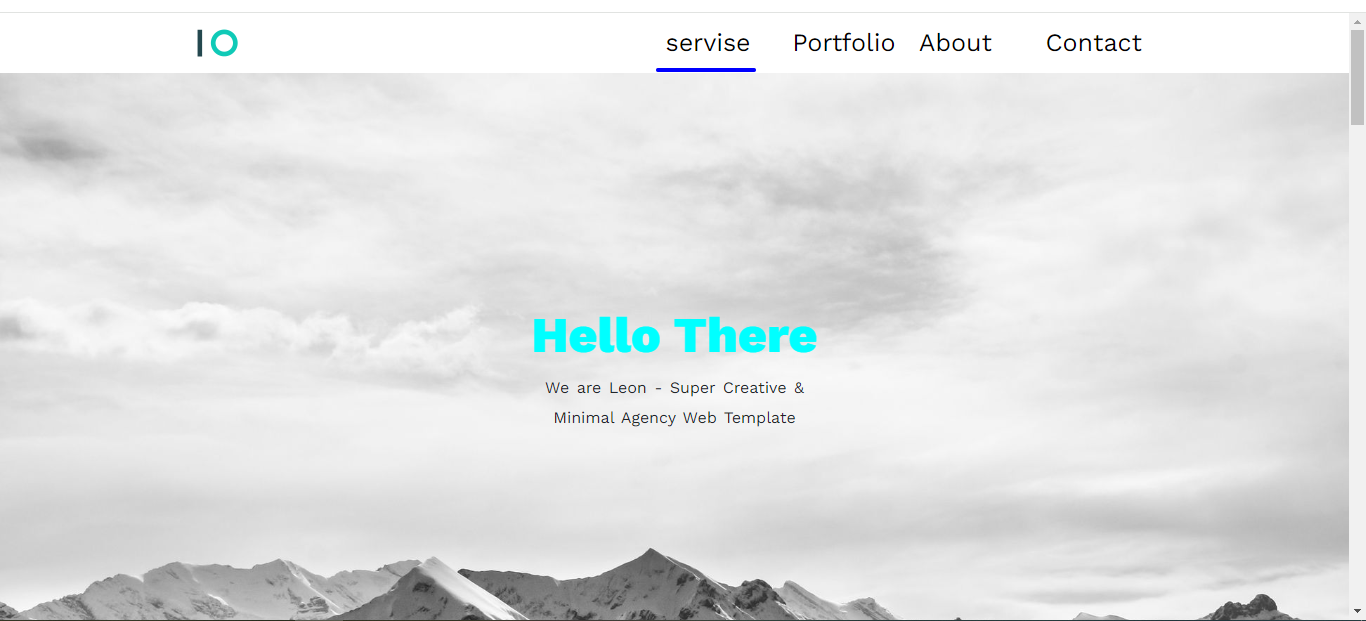 IO
servise Portfolio About Contact
Hello There
We are Leon - Super Creative &
Minimal Agency Web Template